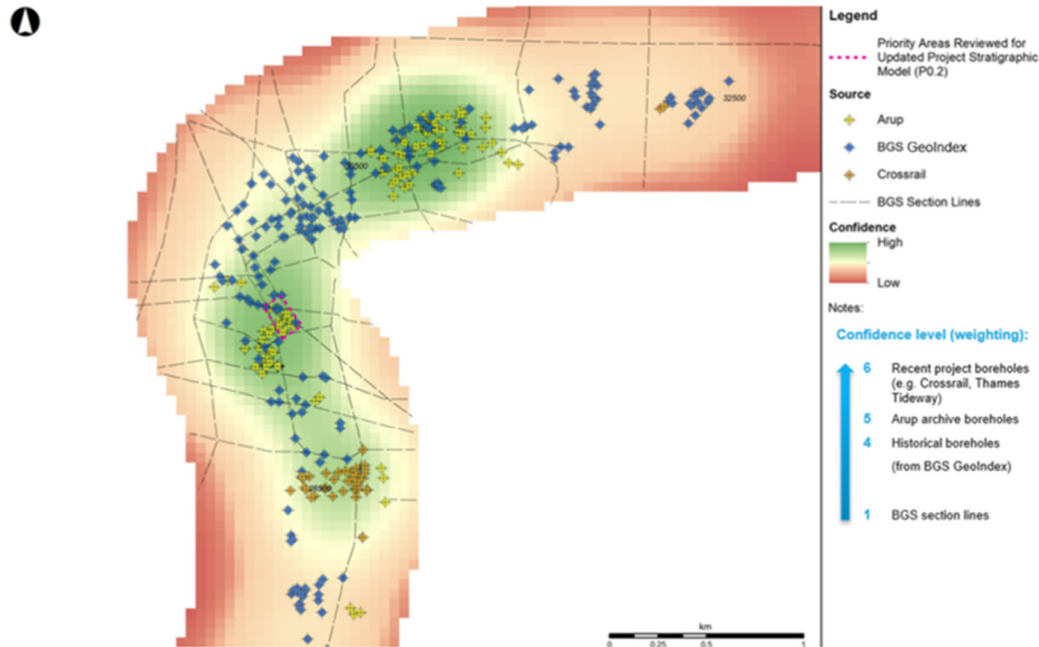 Legend
Priority Areas Reviewed for
Updated Project Stratigraphic
Model (P0.2)
Source
Arup
BGS GeoIndex
Crossrail
BGS Section Lines
Confidence
High
Low
Notes:
Confidence level (weighting):
6 Recent project boreholes
(e.g. Crossrail, Thames
Tideway)
5 Arup archive boreholes
4 Historical boreholes
(from BGS GeoIndex)
1 BGS section lines
32500
km
0 0.25 0.5 1